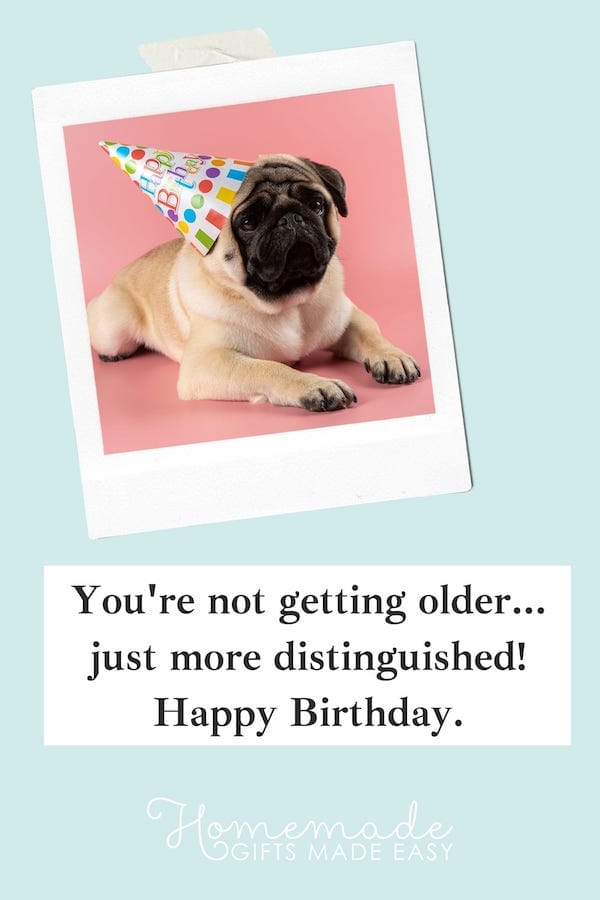 Happy
Birthday
You're not getting older...
just more distinguished!
Happy Birthday.
Homemade
GIFTS MADE EASY